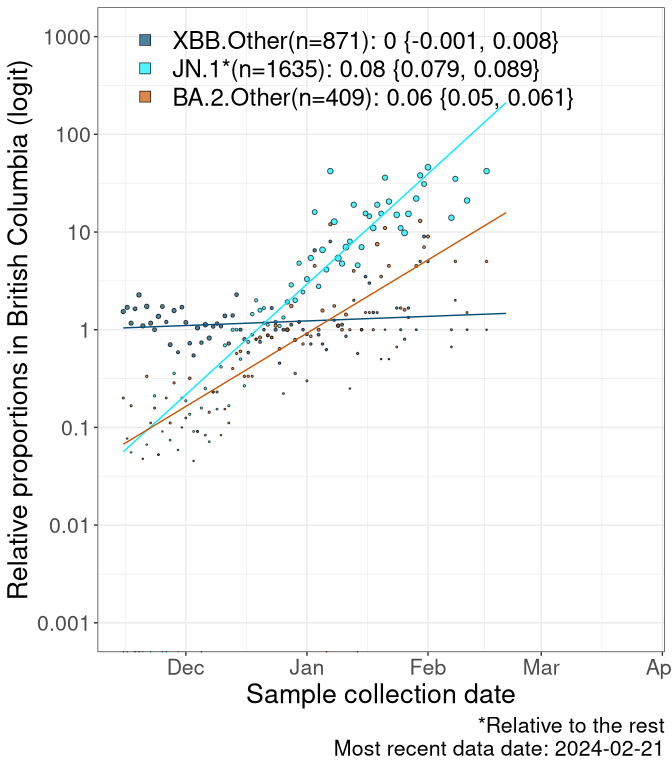 XBB.Other(n=871): 0 {-0.001, 0.008}
JN.1*(n=1635): 0.08 {0.079, 0.089}
BA.2.Other(n=409): 0.06 {0.05, 0.061}
Relative proportions in British Columbia (logit)
1000
100
10
1
0.1
0.01
0.001
Dec Jan Feb Mar Ap
Sample collection date
*Relative to the rest
Most recent data date: 2024-02-21